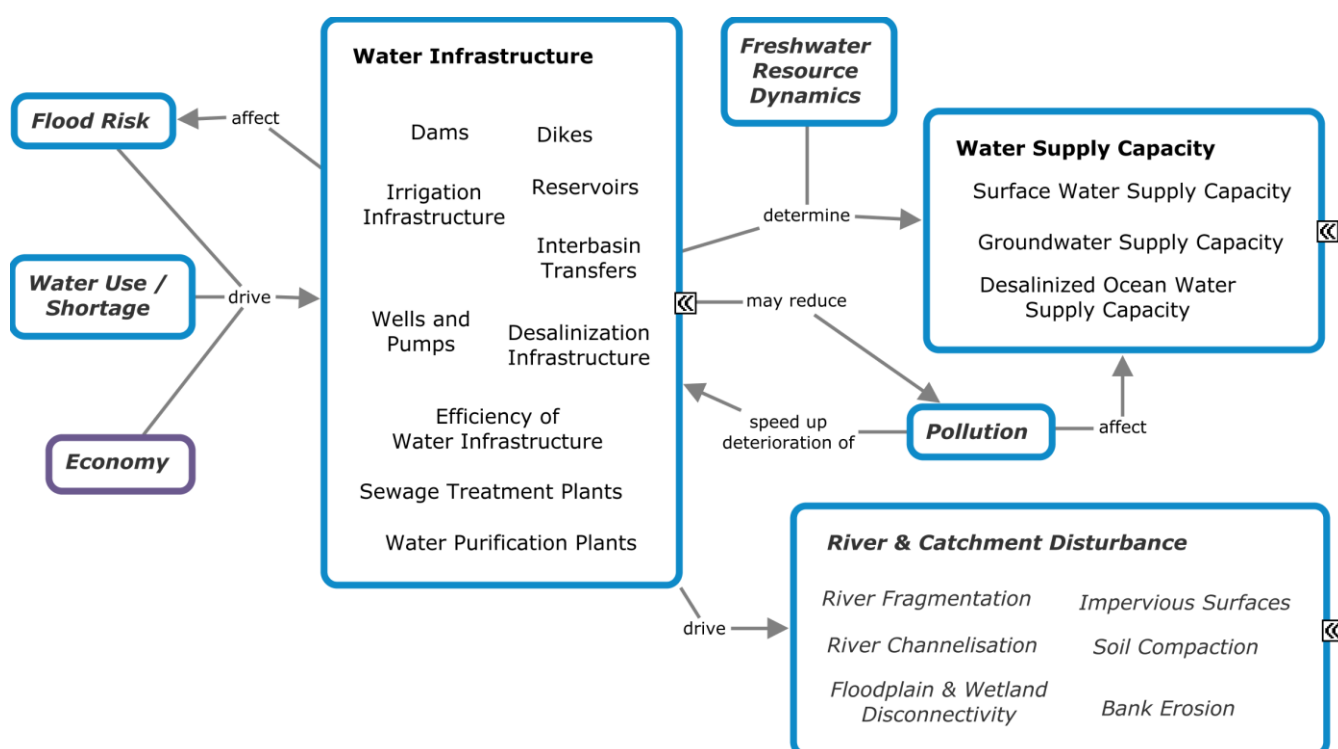 Water Infrastructure
Dams
Dikes
Irrigation
Infrastructure
Reservoirs
Interbasin
Transfers
Wells and
Pumps
Desalinization
Infrastructure
Efficiency of
Water Infrastructure
Sewage Treatment Plants
Water Purification Plants
Flood Risk
affect
Water Use /
Shortage
drive
Economy
Freshwater
Resource
Dynamics
determine
Water Supply Capacity
Surface Water Supply Capacity
Groundwater Supply Capacity
Desalinized Ocean Water
Supply Capacity
may reduce
speed up
deterioration of
Pollution
affect
drive
River & Catchment Disturbance
River Fragmentation
Impervious Surfaces
River Channelisation
Soil Compaction
Floodplain & Wetland
Disconnectivity
Bank Erosion